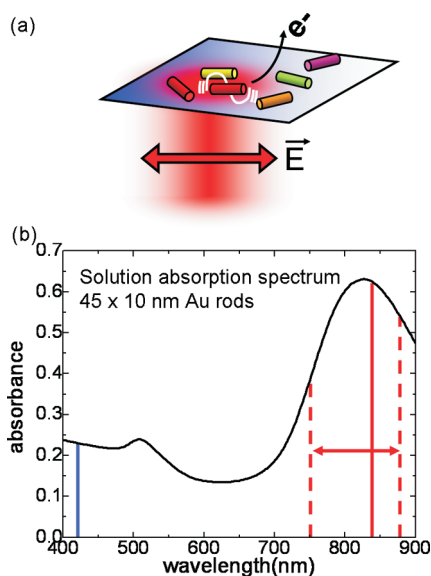 (a)
e-
E
(b)
Solution absorption spectrum
45 x 10 nm Au rods
absorbance
0.7
0.6
0.5
0.4
0.3
0.2
0.1
0.0
400 500 600 700 800 900
wavelength(nm)